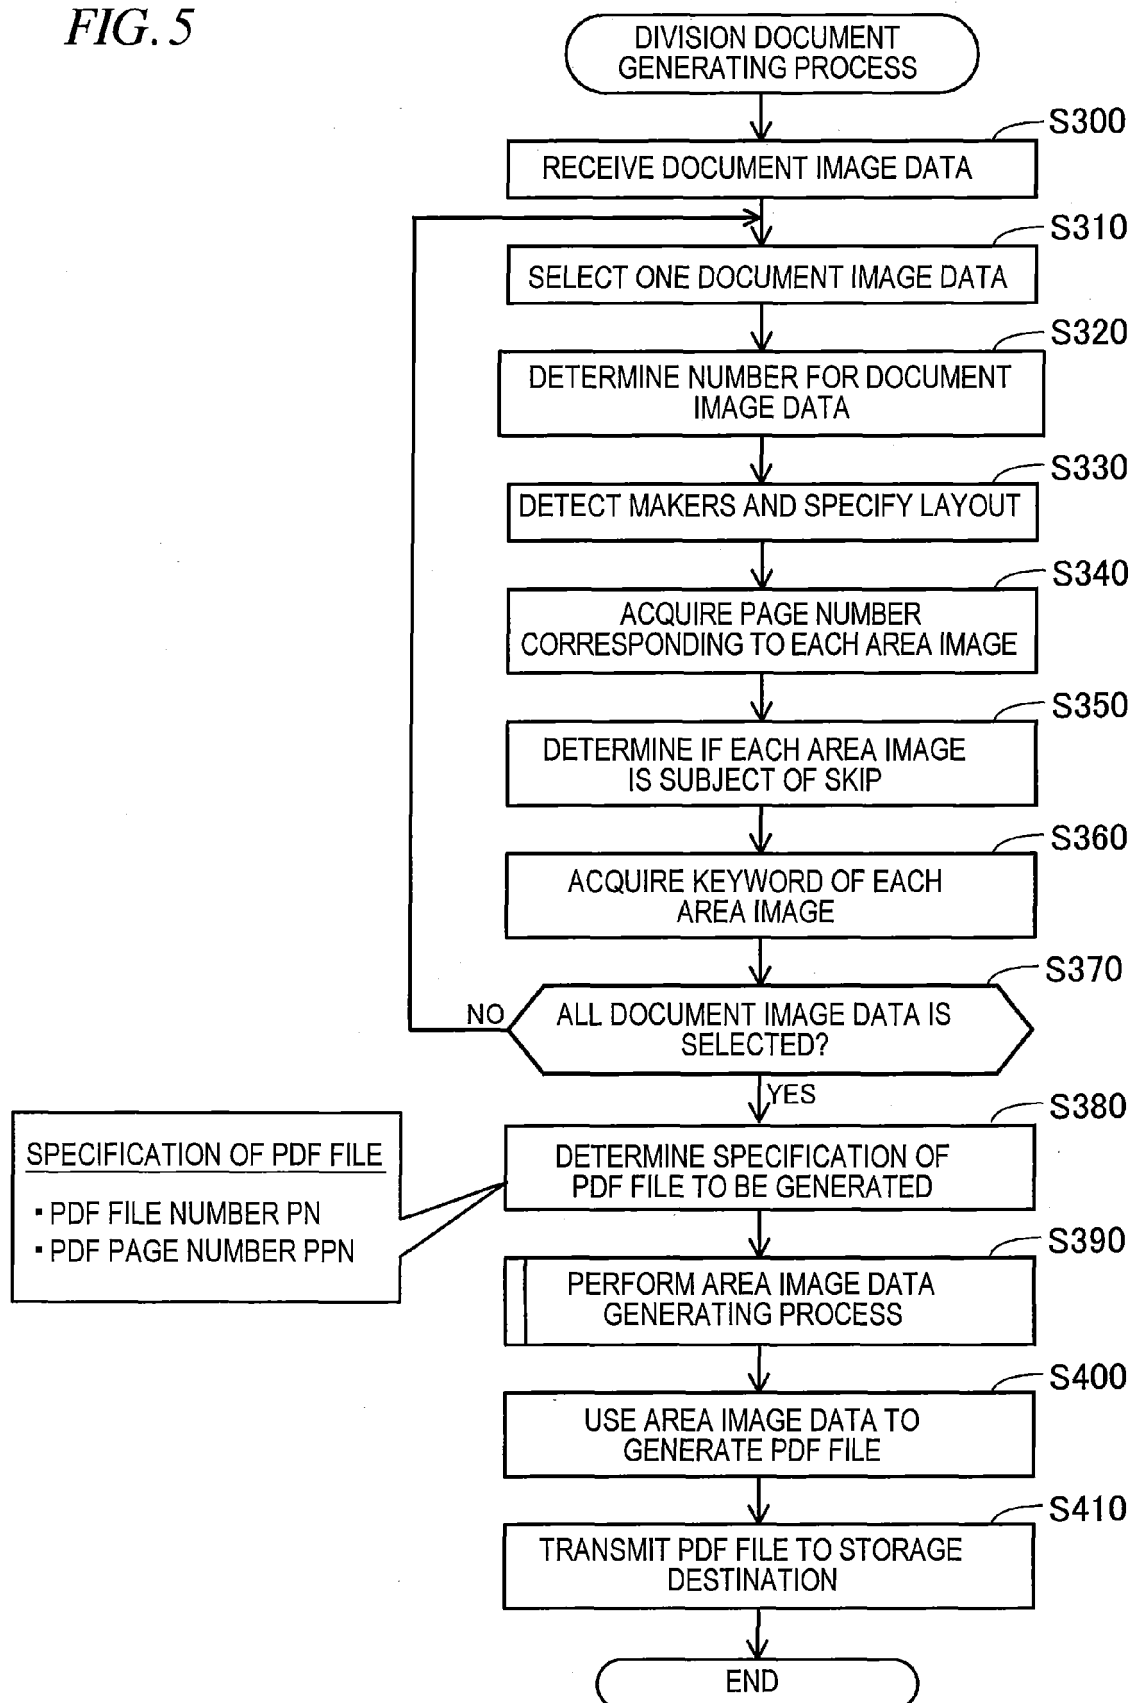 FIG. 5
DIVISION DOCUMENT
GENERATING PROCESS
S300
RECEIVE DOCUMENT IMAGE DATA
S310
SELECT ONE DOCUMENT IMAGE DATA
S320
DETERMINE NUMBER FOR DOCUMENT
IMAGE DATA
S330
DETECT MAKERS AND SPECIFY LAYOUT
S340
ACQUIRE PAGE NUMBER
CORRESPONDING TO EACH AREA IMAGE
S350
DETERMINE IF EACH AREA IMAGE
IS SUBJECT OF SKIP
S360
ACQUIRE KEYWORD OF EACH
AREA IMAGE
S370
NO
ALL DOCUMENT IMAGE DATA IS
SELECTED?
YES
S380
DETERMINE SPECIFICATION OF
PDF FILE TO BE GENERATED
SPECIFICATION OF PDF FILE
▪ PDF FILE NUMBER PN
▪ PDF PAGE NUMBER PPN
S390
PERFORM AREA IMAGE DATA
GENERATING PROCESS
S400
USE AREA IMAGE DATA TO
GENERATE PDF FILE
S410
TRANSMIT PDF FILE TO STORAGE
DESTINATION
END